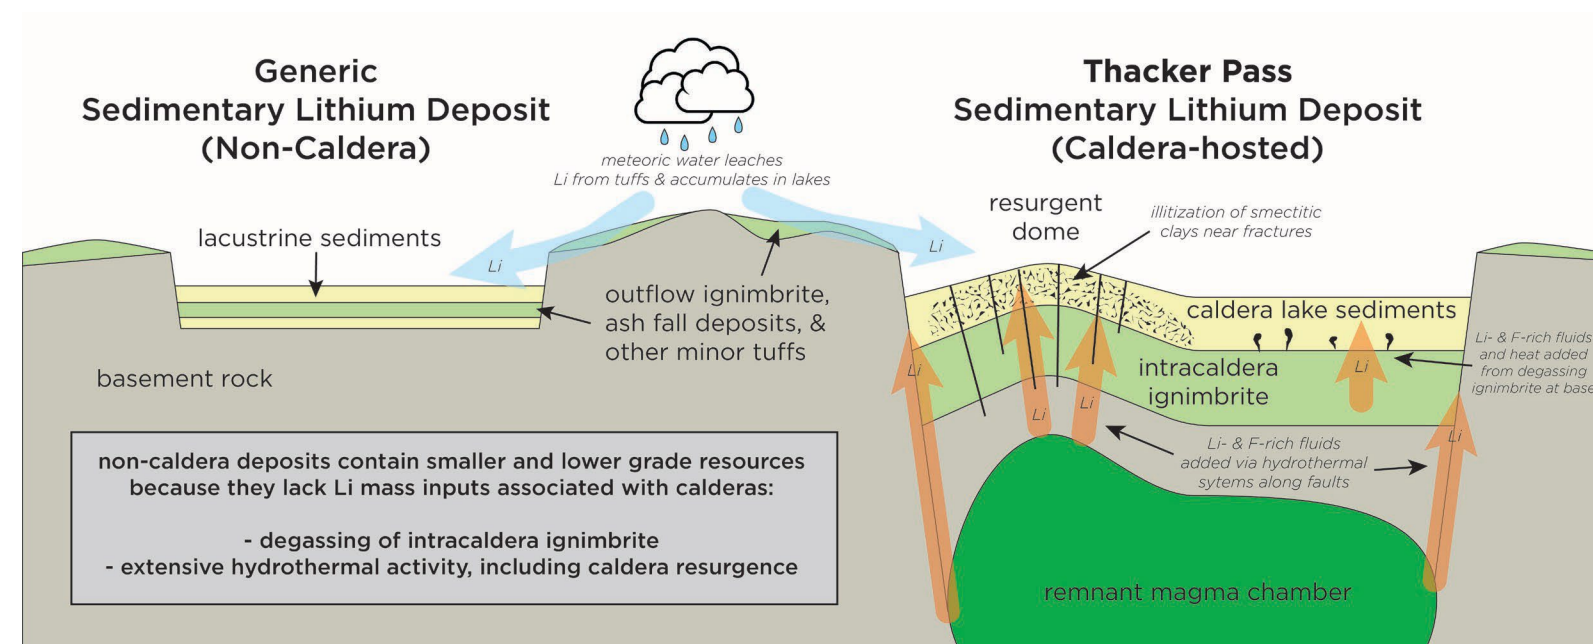 Generic
Sedimentary Lithium Deposit
(Non-Caldera)
meteoric water leaches
Li from tuffs & accumulates in lakes
Thacker Pass
Sedimentary Lithium Deposit
(Caldera-hosted)
lacustrine sediments
Li
Li
resurgent
dome
illitization of smectitic
clays near fractures
outflow ignimbrite,
ash fall deposits, &
other minor tuffs
basement rock
caldera lake sediments
Li- & F-rich fluids
and heat added
from degassing
ignimbrite at base
intracaldera
ignimbrite
Li
Li
Li
Li
Li
Li- & F-rich fluids
added via hydrothermal
sytems along faults
non-caldera deposits contain smaller and lower grade resources
because they lack Li mass inputs associated with calderas:
- degassing of intracaldera ignimbrite
- extensive hydrothermal activity, including caldera resurgence
remnant magma chamber